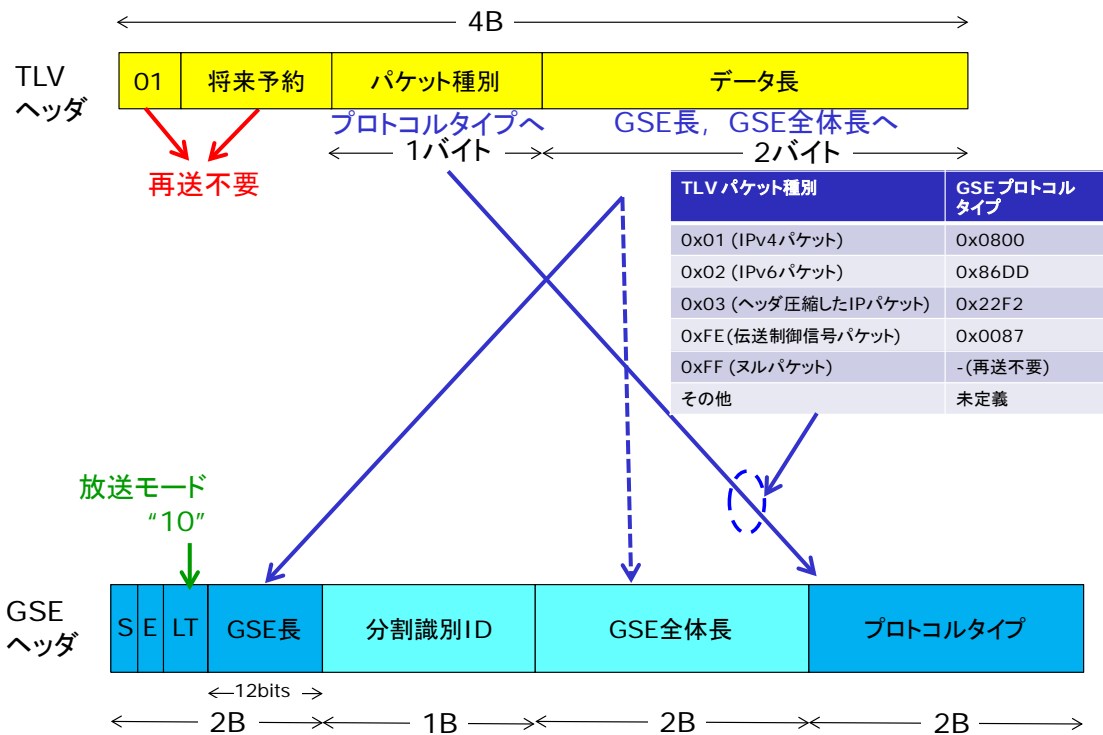 4B
TLV
ヘッダ
01
将来予約
パケット種別
データ長
プロトコルタイプへ
GSE長，GSE全体長へ
1バイト
2バイト
再送不要
TLV パケット種別
GSE プロトコル
タイプ
0x01 (IPv4パケット)
0x0800
0x02 (IPv6パケット)
0x86DD
0x03 (ヘッダ圧縮したIPパケット)
0x22F2
0xFE(伝送制御信号パケット)
0x0087
0xFF (ヌルパケット)
-(再送不要)
その他
未定義
放送モード
“10”
GSE
ヘッダ
S
E
LT
GSE長
分割識別ID
GSE全体長
プロトコルタイプ
12bits
2B
1B
2B
2B